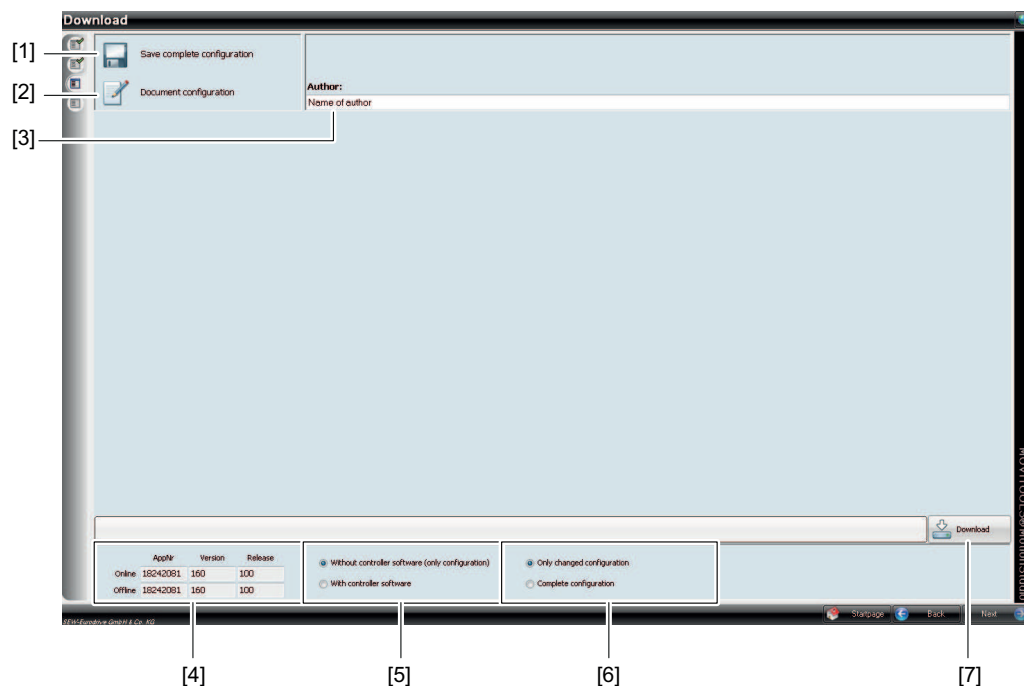 Download
[1]
Save complete configuration
[2]
Document configuration
Author:
Name of author
[3]
MOVITOOLS®MotionStudio
Download
AppNr Version Release
Online 18242081 160 100
Offline 18242081 160 100
Without controller software (only configuration)
With controller software
Only changed configuration
Complete configuration
SEW-Eurodrive GmbH & Co. KG
Startpage Back Next
[4] [5] [6] [7]